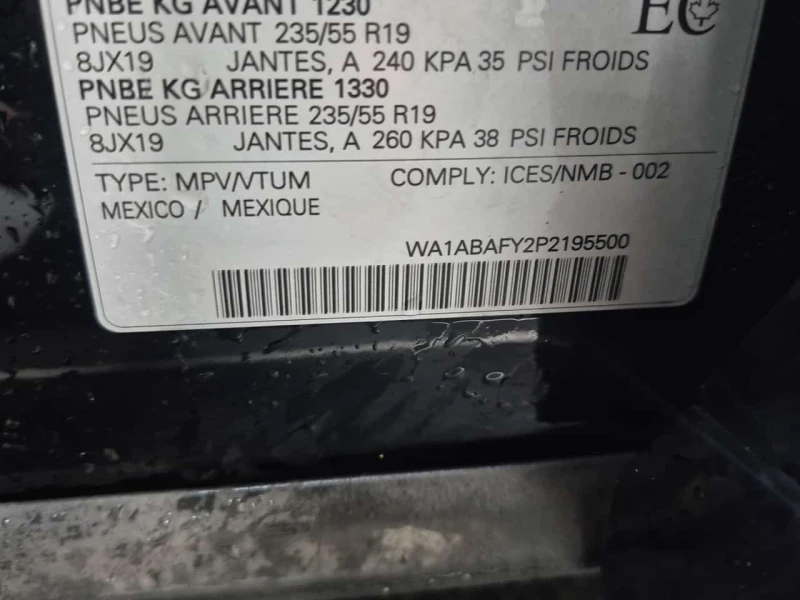 PNBE KG AVANT 1230
PNEUS AVANT 235/55 R19
8JX19 JANTES, A 240 KPA 35 PSI FROIDS
PNBE KG ARRIERE 1330
PNEUS ARRIERE 235/55 R19
8JX19 JANTES, A 260 KPA 38 PSI FROIDS
TYPE: MPV/VTUM COMPLY: ICES/NMB - 002
MEXICO / MEXIQUE
WA1ABAFY2P2195500